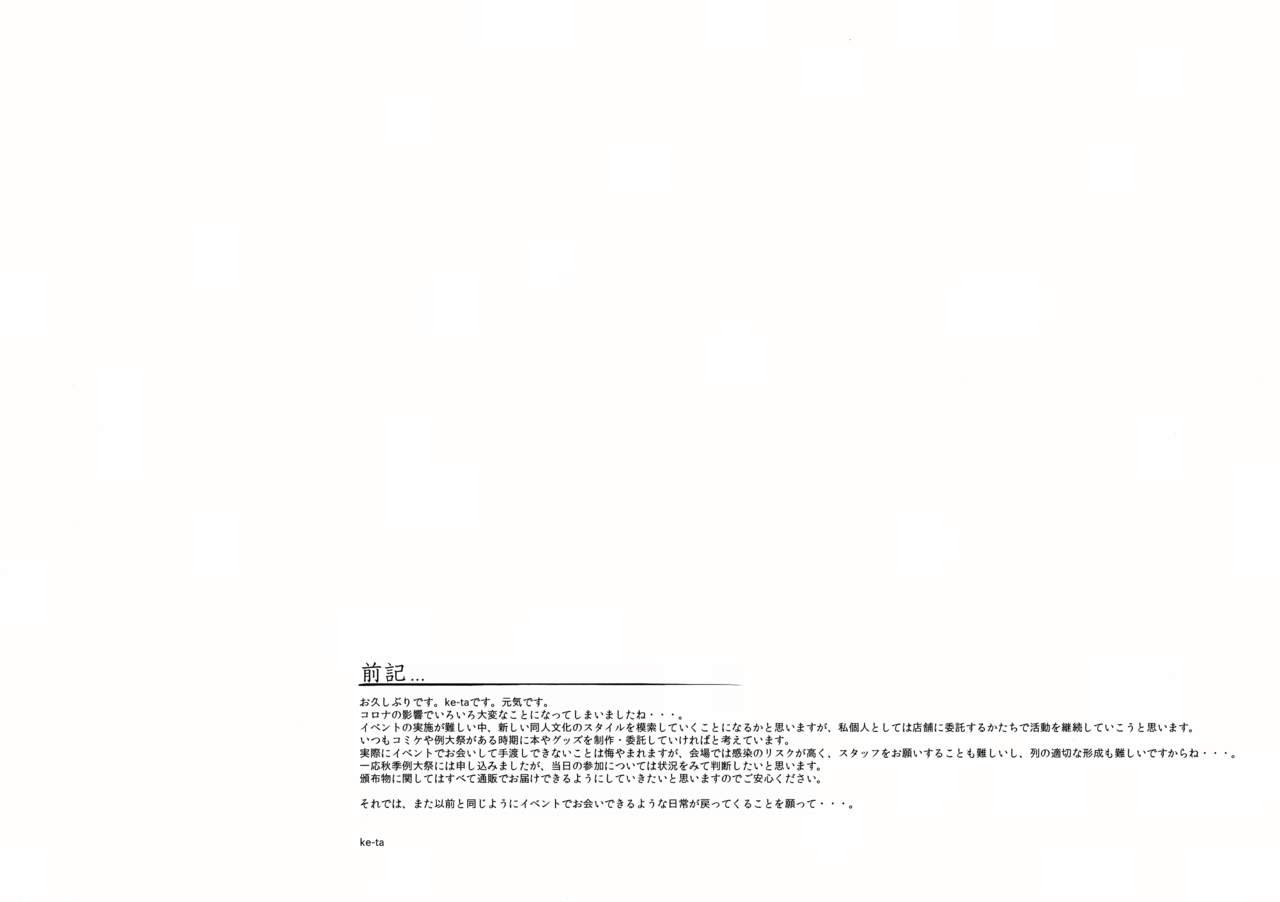 前記...
お久しぶりです。ke-taです。元気です。
コロナの影響でいろいろ大変なことになってしまいましたね・・・。
イベントの実施が難しい中、新しい同人文化のスタイルを模索していくことになるかと思いますが、私個人としては店舗に委託するかたちで活動を継続していこうと思います。
いつもコミケや例大祭がある時期に本やグッズを制作・委託していければと考えています。
実際にイベントでお会いして手渡しできないことは悔やまれますが、会場では感染のリスクが高く、スタッフをお願いすることも難しいし、列の適切な形成も難しいですからね・・・。
一応秋季例大祭には申し込みましたが、当日の参加については状況をみて判断したいと思います。
頒布物に関してはすべて通販でお届けできるようにしていきたいと思いますのでご安心ください。
それでは、また以前と同じようにイベントでお会いできるような日常が戻ってくることを願って・・・。
ke-ta